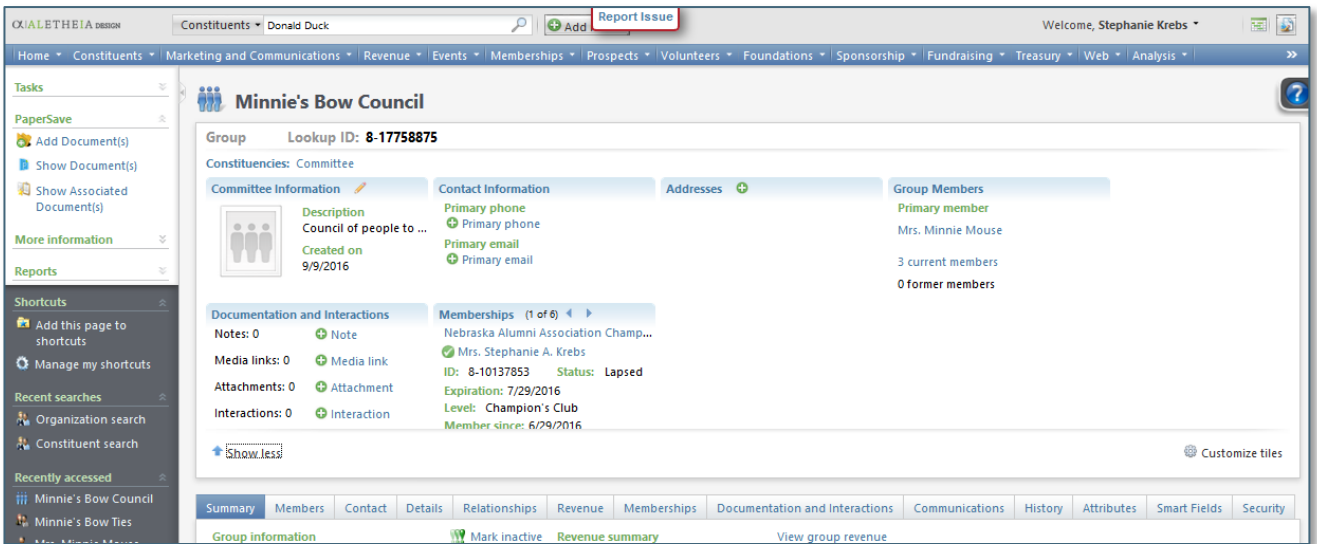 ALETHEIA DESIGN
Constituents Donald Duck
Add
Report Issue
Welcome, Stephanie Krebs
Home Constituents Marketing and Communications Revenue Events Memberships Prospects Volunteers Foundations Sponsorship Fundraising Treasury Web Analysis »
Tasks
PaperSave
Add Document(s)
Show Document(s)
Show Associated
Document(s)
More information
Reports
Shortcuts
Add this page to
shortcuts
Manage my shortcuts
Recent searches
Organization search
Constituent search
Recently accessed
Minnie's Bow Council
Minnie's Bow Ties
Mrs. Minnie Mouse
Minnie's Bow Council
?
Group Lookup ID: 8-17758875
Constituencies: Committee
Committee Information
Description
Council of people to ...
Created on
9/9/2016
Contact Information
Primary phone
Primary phone
Primary email
Primary email
Addresses
Group Members
Primary member
Mrs. Minnie Mouse
3 current members
0 former members
Documentation and Interactions
Notes: 0 Note
Media links: 0 Media link
Attachments: 0 Attachment
Interactions: 0 Interaction
Memberships (1 of 6)
Nebraska Alumni Association Champ...
Mrs. Stephanie A. Krebs
ID: 8-10137853 Status: Lapsed
Expiration: 7/29/2016
Level: Champion's Club
Member since: 6/29/2016
Show less
Customize tiles
Summary Members Contact Details Relationships Revenue Memberships Documentation and Interactions Communications History Attributes Smart Fields Security
Group information Mark inactive Revenue summary View group revenue